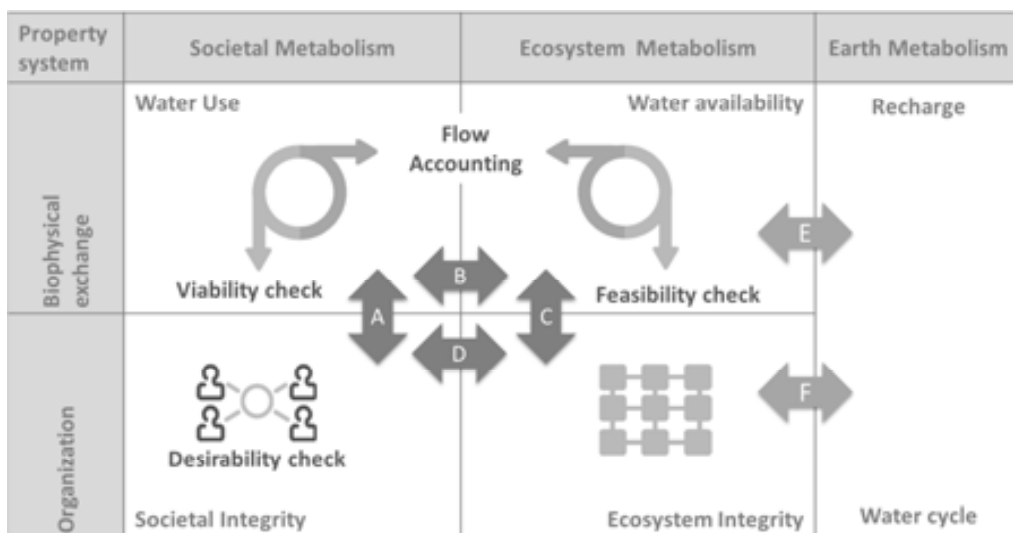 Property system
Societal Metabolism
Ecosystem Metabolism
Earth Metabolism
Biophysical exchange
Water Use
Water availability
Recharge
Flow
Accounting
Viability check
Feasibility check
A
B
C
D
E
F
Organization
Desirability check
Societal Integrity
Ecosystem Integrity
Water cycle